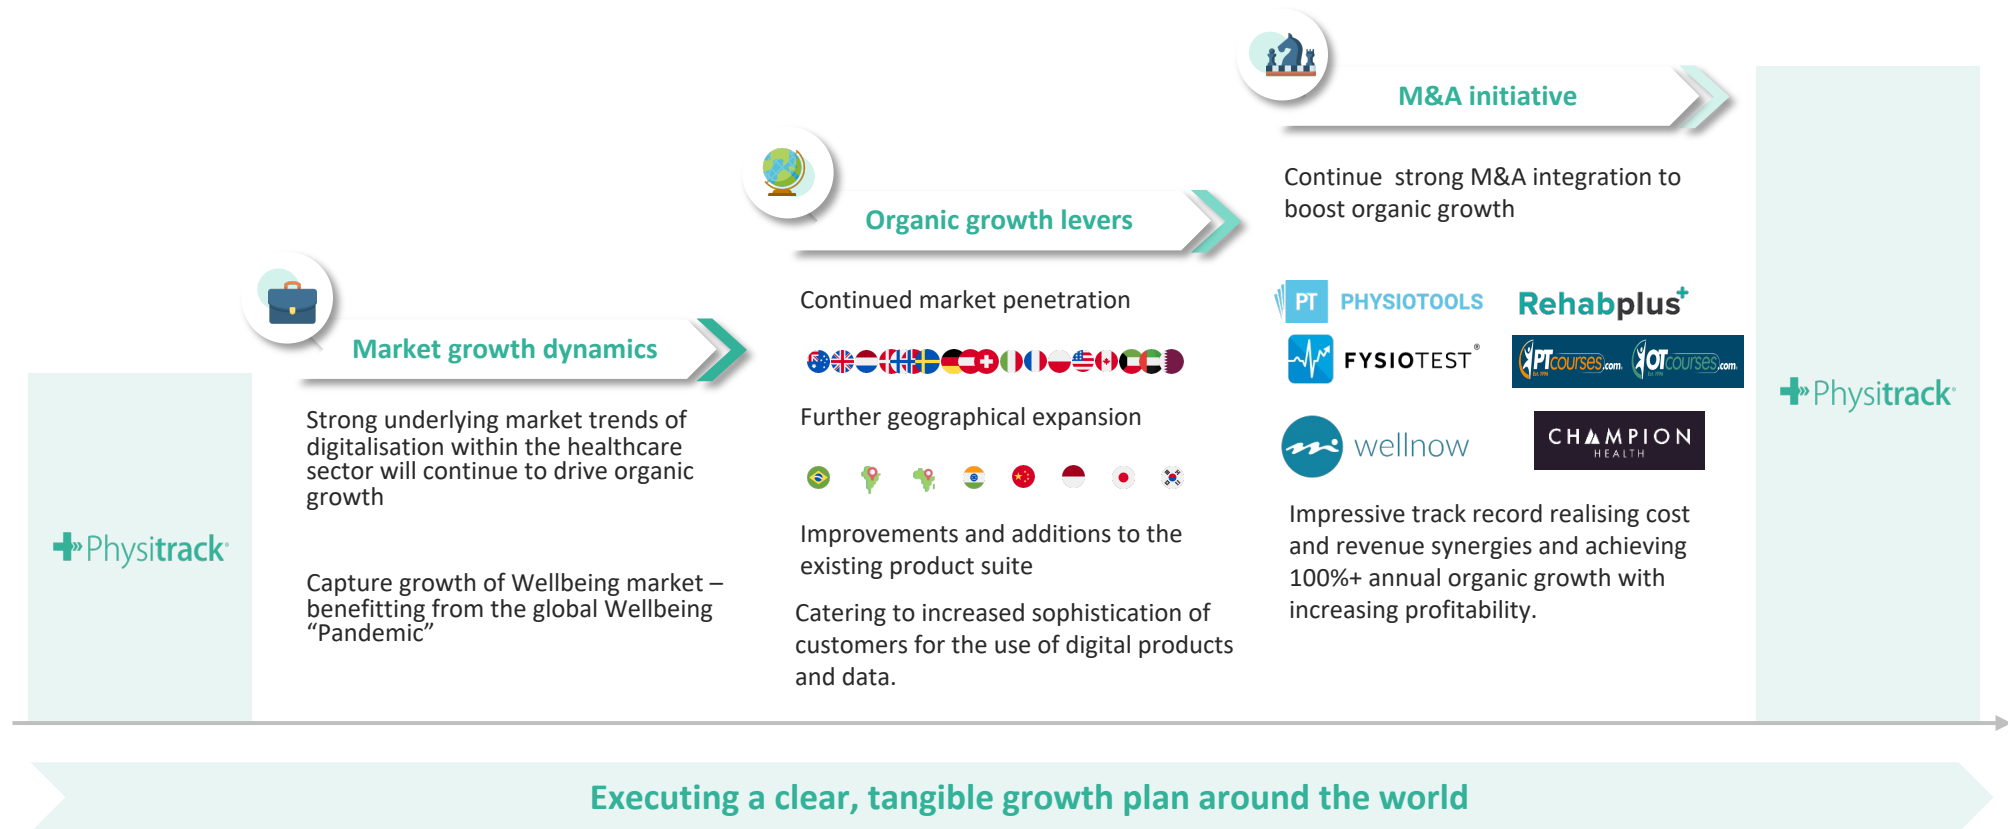 Physitrack
Market growth dynamics
Strong underlying market trends of
digitalisation within the healthcare
sector will continue to drive organic
growth
Capture growth of Wellbeing market –
benefitting from the global Wellbeing
“Pandemic”
Organic growth levers
Continued market penetration
Further geographical expansion
Improvements and additions to the
existing product suite
Catering to increased sophistication of
customers for the use of digital products
and data.
M&A initiative
Continue strong M&A integration to
boost organic growth
PT PHYSIOTOOLS
Rehabplus+
FYSIOTEST®
PTcourses.com Est. 1996
OTcourses.com Est. 1996
wellnow
CHAMPION
HEALTH
Impressive track record realising cost
and revenue synergies and achieving
100%+ annual organic growth with
increasing profitability.
Physitrack
Executing a clear, tangible growth plan around the world